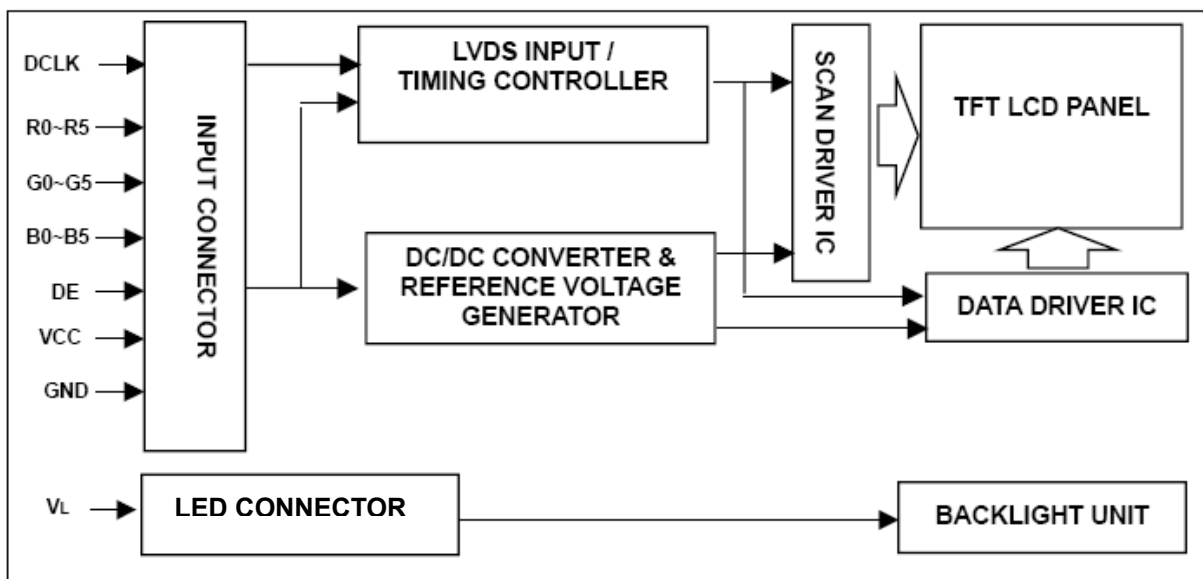 DCLK
R0~R5
G0~G5
B0~B5
DE
VCC
GND
INPUT CONNECTOR
LVDS INPUT /
TIMING CONTROLLER
DC/DC CONVERTER &
REFERENCE VOLTAGE
GENERATOR
SCAN DRIVER IC
TFT LCD PANEL
DATA DRIVER IC
VL
LED CONNECTOR
BACKLIGHT UNIT